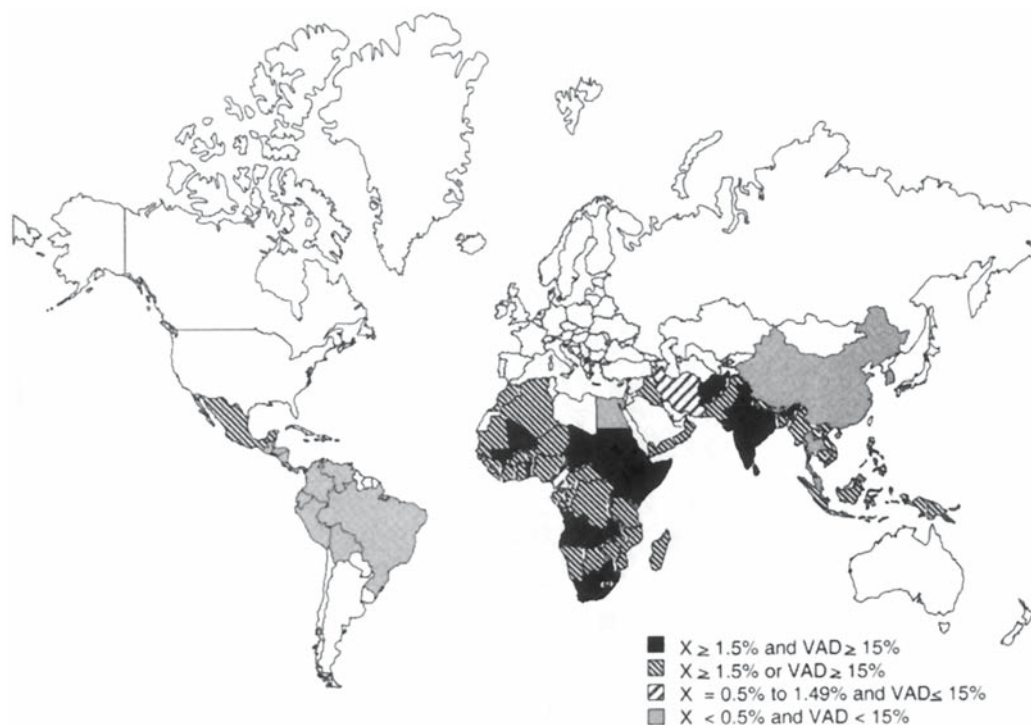 X ≥ 1.5% and VAD ≥ 15%
X ≥ 1.5% or VAD ≥ 15%
X = 0.5% to 1.49% and VAD ≤ 15%
X < 0.5% and VAD < 15%